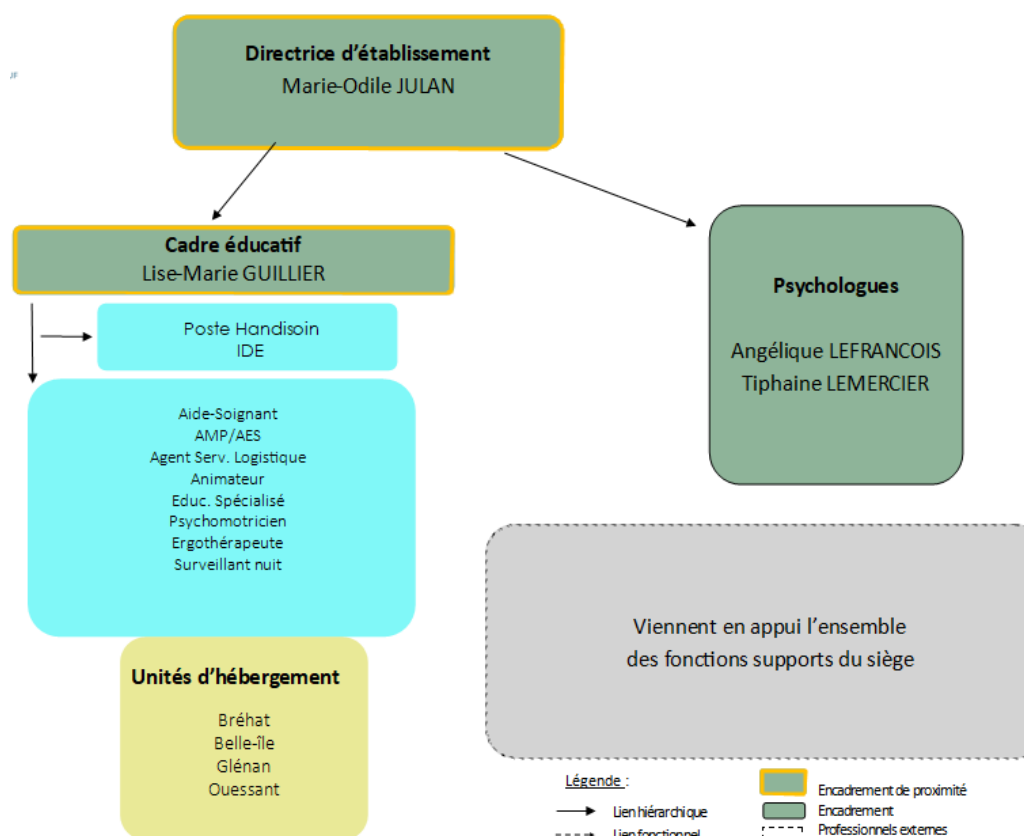 Directrice d'établissement
Marie-Odile JULAN
JF
Cadre éducatif
Lise-Marie GUILLIER
Poste Handisoin
IDE
Aide-Soignant
AMP/AES
Agent Serv. Logistique
Animateur
Educ. Spécialisé
Psychomotricien
Ergothérapeute
Surveillant nuit
Unités d'hébergement
Bréhat
Belle-île
Glénan
Ouessant
Psychologues
Angélique LEFRANCOIS
Tiphaine LEMERCIER
Viennent en appui l'ensemble
des fonctions supports du siège
Légende :
Lien hiérarchique
Lien fonctionnel
Encadrement de proximité
Encadrement
Professionnels externes